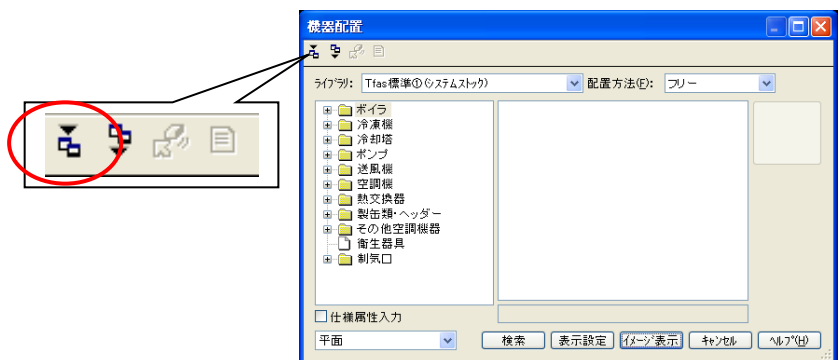 機器配置
ﾗｲﾌﾞﾗﾘ: Tfas標準①(ｼｽﾃﾑｽﾄｯｸ) 配置方法(F): フリー
ボイラ
冷凍機
冷却塔
ポンプ
送風機
空調機
熱交換器
製缶類・ヘッダー
その他空調機器
衛生器具
制気口
仕様属性入力
平面 検索 表示設定 ｲﾒｰｼﾞ表示 ｷｬﾝｾﾙ ﾍﾙﾌﾟ(H)